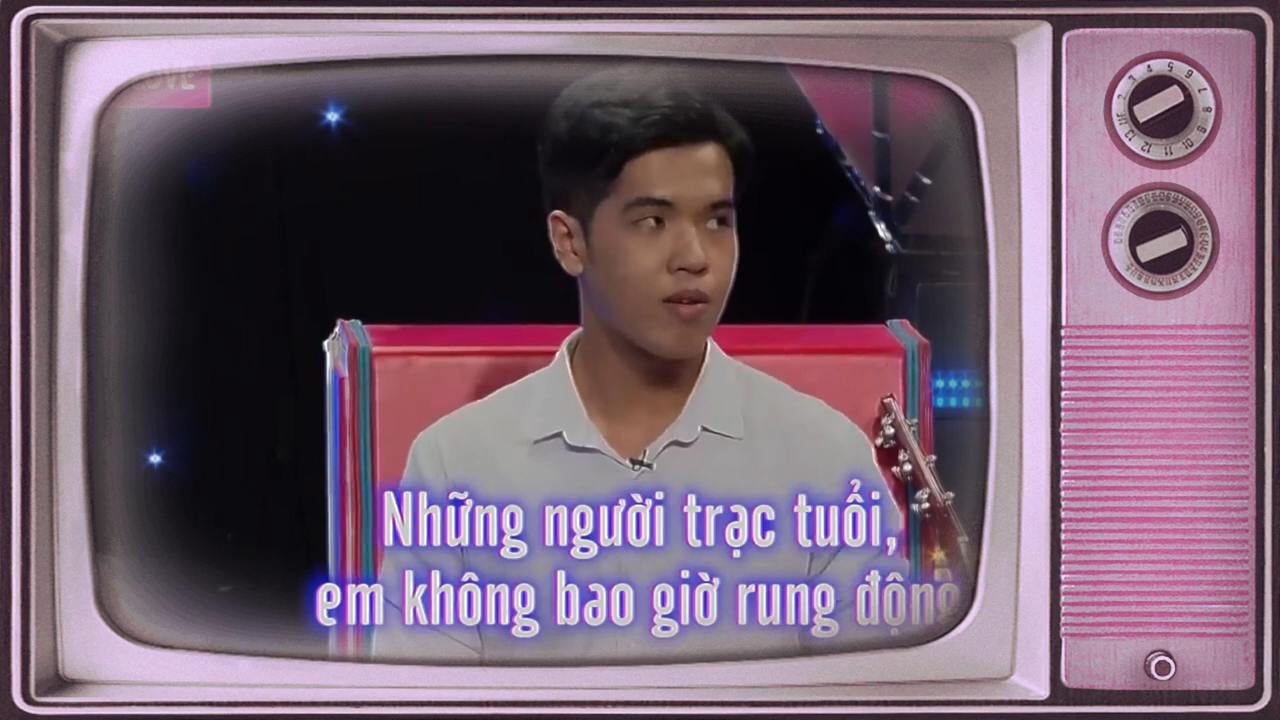 Những người trạc tuổi,
em không bao giờ rung động